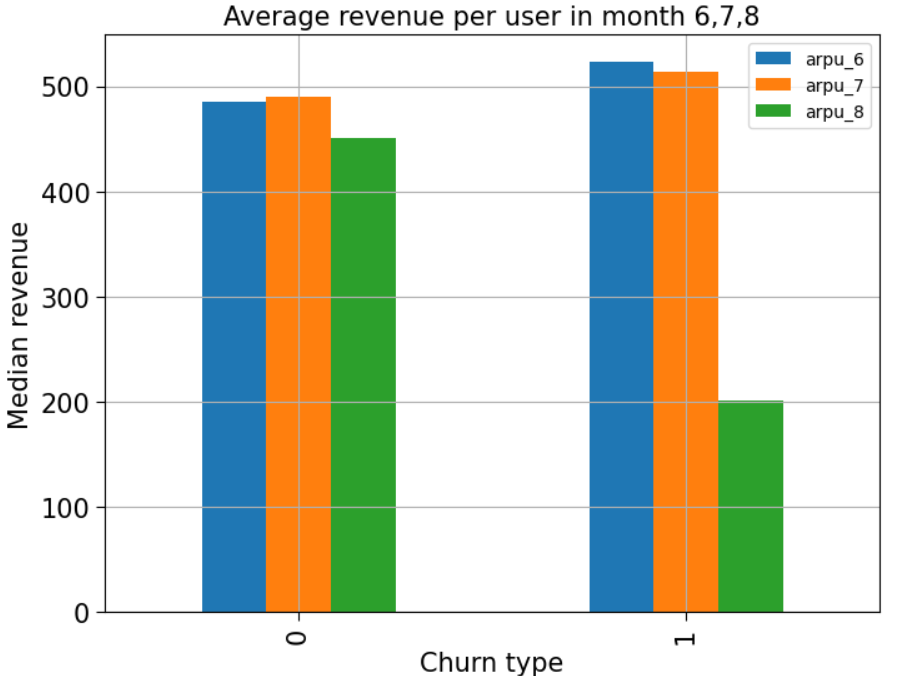 Average revenue per user in month 6,7,8
arpu_6
arpu_7
arpu_8
Median revenue
500
400
300
200
100
0
0
1
Churn type